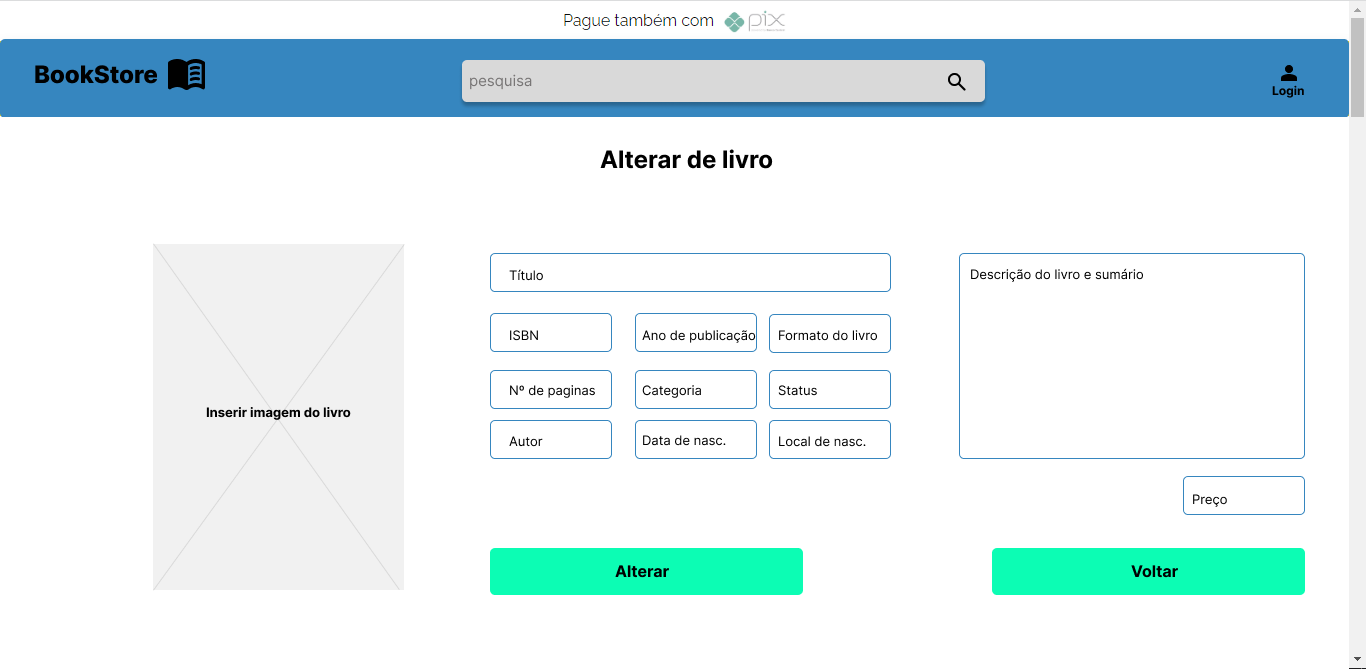 Pague também com pix
BookStore
pesquisa
Login
Alterar de livro
Inserir imagem do livro
Título
ISBN
Ano de publicação
Formato do livro
Nº de paginas
Categoria
Status
Autor
Data de nasc.
Local de nasc.
Descrição do livro e sumário
Preço
Alterar
Voltar